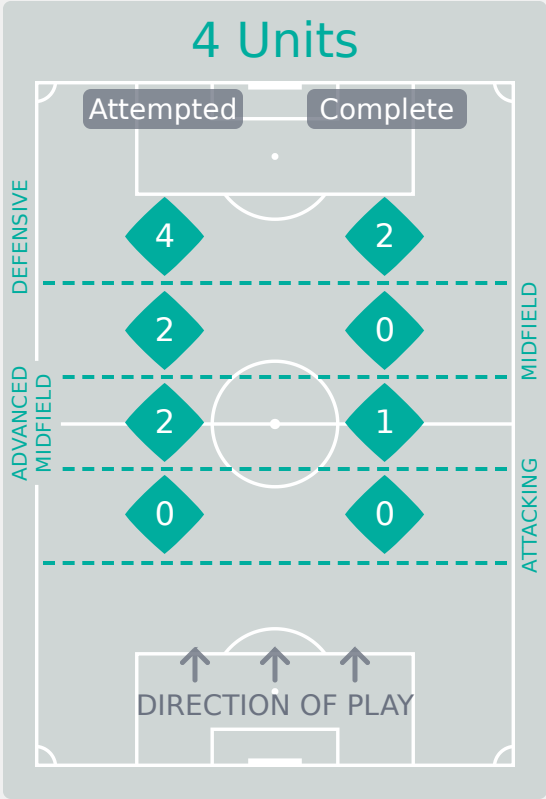 4 Units
Attempted
Complete
DEFENSIVE
4
2
MIDFIELD
2
0
ADVANCED
MIDFIELD
2
1
ATTACKING
0
0
DIRECTION OF PLAY